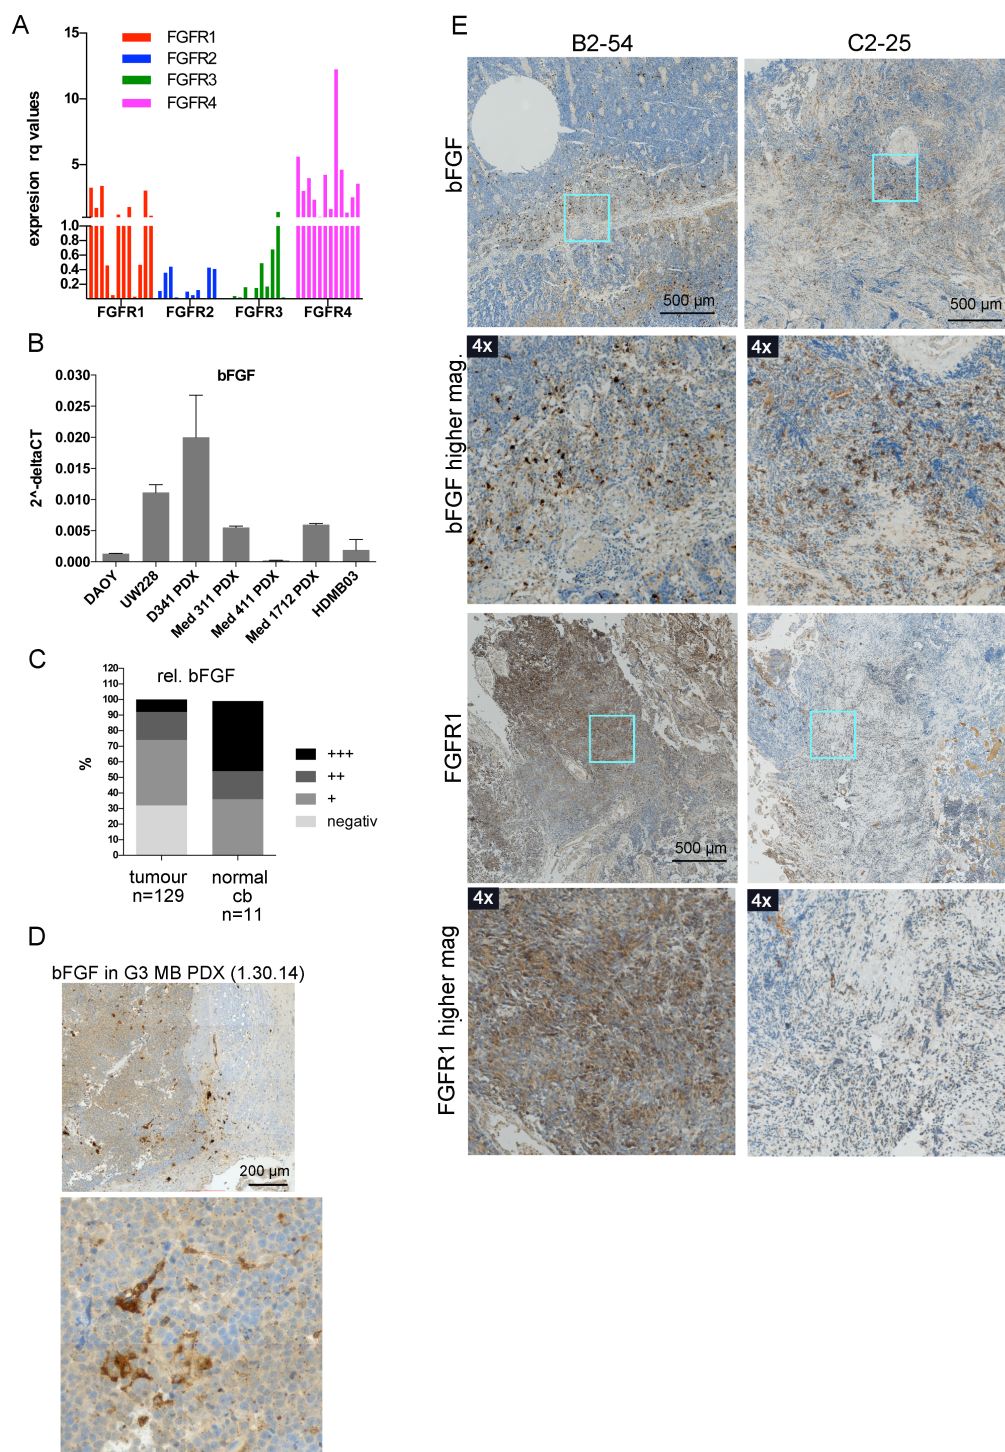 A
15
10
5
1.0
0.8
0.6
0.4
0.2
expresion rq values
FGFR1
FGFR2
FGFR3
FGFR4
FGFR1
FGFR2
FGFR3
FGFR4
B
bFGF
0.030
0.025
0.020
0.015
0.010
0.005
0.000
2^-deltaCT
DAOY
UW228
D341 PDX
Med 311 PDX
Med 411 PDX
Med 1712 PDX
HDMB03
C
rel. bFGF
120
110
100
90
80
70
60
50
40
30
20
10
0
%
+++
++
+
negativ
tumour
n=129
normal
cb
n=11
D
bFGF in G3 MB PDX (1.30.14)
200 µm
E
B2-54
C2-25
bFGF
500 µm
500 µm
bFGF higher mag.
4x
4x
FGFR1
500 µm
FGFR1 higher mag
4x
4x